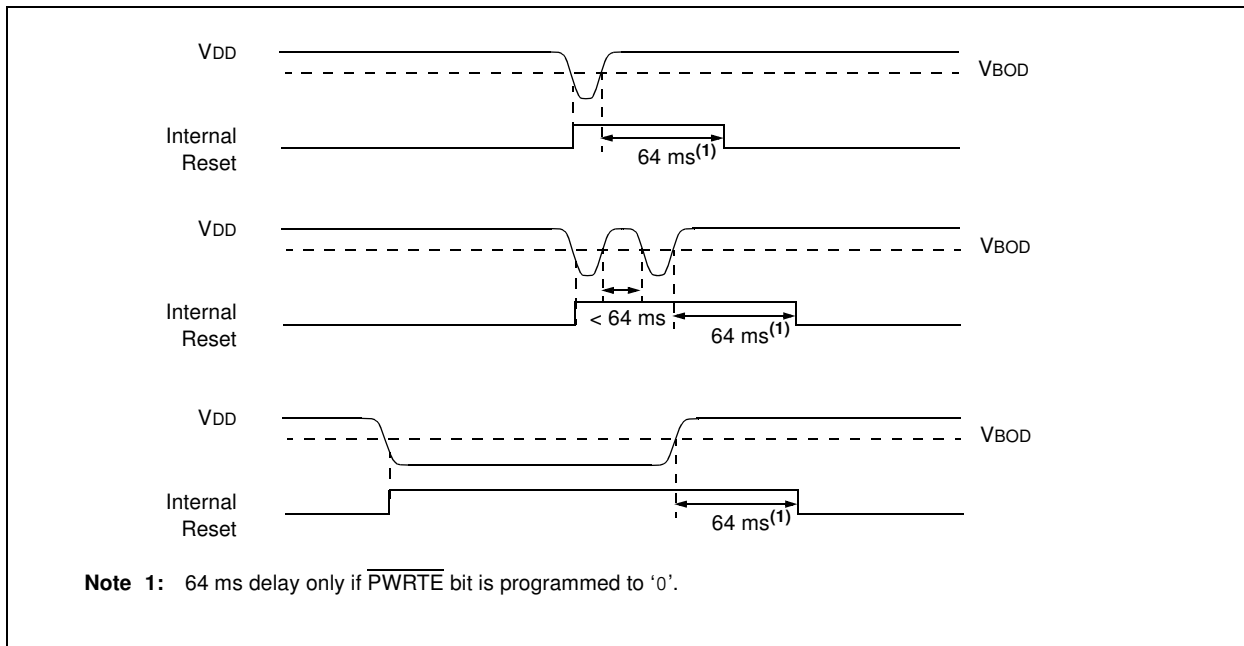 VDD
VBOD
Internal
Reset
64 ms(1)
VDD
VBOD
Internal
Reset
< 64 ms
64 ms(1)
VDD
VBOD
Internal
Reset
64 ms(1)
Note 1: 64 ms delay only if PWRTE bit is programmed to ‘0’.